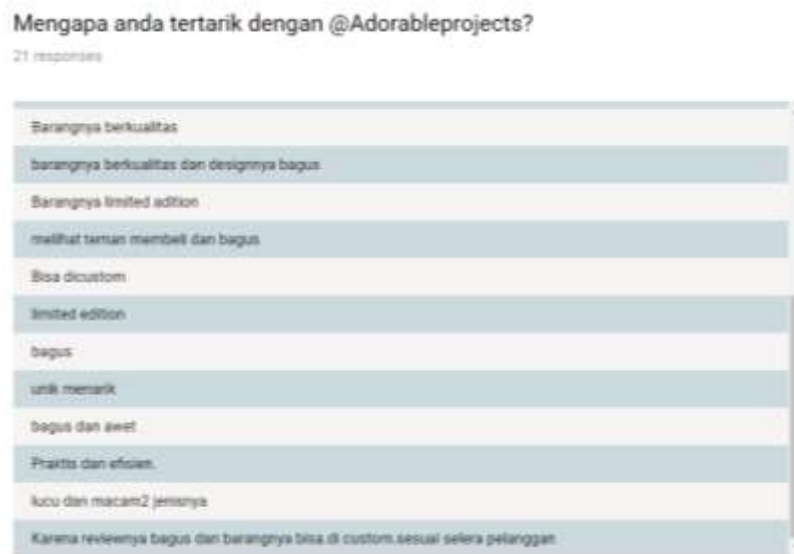 Mengapa anda tertarik dengan @Adorableprojects?
21 responses
Barangnya berkualitas
barangnya berkualitas dan designnya bagus
Barangnya limited adition
melihat teman membeli dan bagus
Bisa dicustom
limited edition
bagus
unik menarik
bagus dan awet
Praktis dan efisien.
lucu dan macam2 jenisnya
Karena reviewnya bagus dan barangnya bisa.di custom.sesuai selera pelanggan